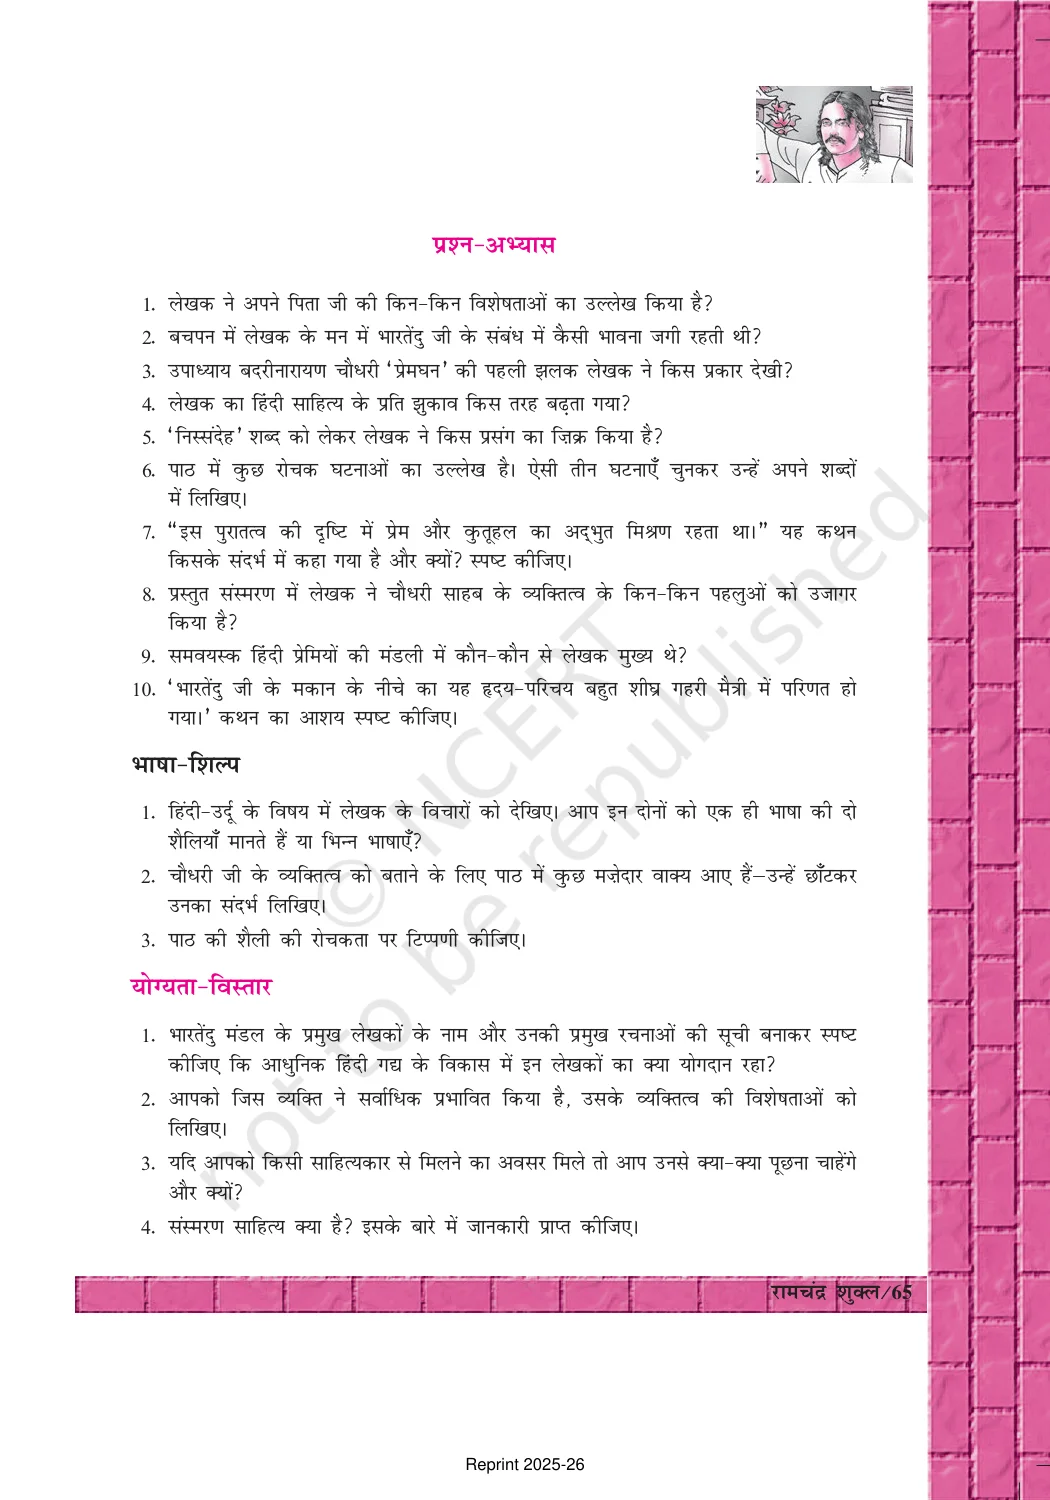 प्रश्न-अभ्यास
1. लेखक ने अपने पिता जी की किन-किन विशेषताओं का उल्लेख किया है?
2. बचपन में लेखक के मन में भारतेंदु जी के संबंध में कैसी भावना जगी रहती थी?
3. उपाध्याय बदरीनारायण चौधरी ‘प्रेमघन’ की पहली झलक लेखक ने किस प्रकार देखी?
4. लेखक का हिंदी साहित्य के प्रति झुकाव किस तरह बढ़ता गया?
5. ‘निस्संदेह’ शब्द को लेकर लेखक ने किस प्रसंग का ज़िक्र किया है?
6. पाठ में कुछ रोचक घटनाओं का उल्लेख है। ऐसी तीन घटनाएँ चुनकर उन्हें अपने शब्दों
में लिखिए।
7. “इस पुरातत्व की दृष्टि में प्रेम और कुतूहल का अद्भुत मिश्रण रहता था।” यह कथन
किसके संदर्भ में कहा गया है और क्यों? स्पष्ट कीजिए।
8. प्रस्तुत संस्मरण में लेखक ने चौधरी साहब के व्यक्तित्व के किन-किन पहलुओं को उजागर
किया है?
9. समवयस्क हिंदी प्रेमियों की मंडली में कौन-कौन से लेखक मुख्य थे?
10. ‘भारतेंदु जी के मकान के नीचे का यह हृदय-परिचय बहुत शीघ्र गहरी मैत्री में परिणत हो
गया।’ कथन का आशय स्पष्ट कीजिए।
भाषा-शिल्प
1. हिंदी-उर्दू के विषय में लेखक के विचारों को देखिए। आप इन दोनों को एक ही भाषा की दो
शैलियाँ मानते हैं या भिन्न भाषाएँ?
2. चौधरी जी के व्यक्तित्व को बताने के लिए पाठ में कुछ मज़ेदार वाक्य आए हैं–उन्हें छाँटकर
उनका संदर्भ लिखिए।
3. पाठ की शैली की रोचकता पर टिप्पणी कीजिए।
योग्यता-विस्तार
1. भारतेंदु मंडल के प्रमुख लेखकों के नाम और उनकी प्रमुख रचनाओं की सूची बनाकर स्पष्ट
कीजिए कि आधुनिक हिंदी गद्य के विकास में इन लेखकों का क्या योगदान रहा?
2. आपको जिस व्यक्ति ने सर्वाधिक प्रभावित किया है, उसके व्यक्तित्व की विशेषताओं को
लिखिए।
3. यदि आपको किसी साहित्यकार से मिलने का अवसर मिले तो आप उनसे क्या-क्या पूछना चाहेंगे
और क्यों?
4. संस्मरण साहित्य क्या है? इसके बारे में जानकारी प्राप्त कीजिए।
© NCERT
not to be republished
रामचंद्र शुक्ल/65
Reprint 2025-26